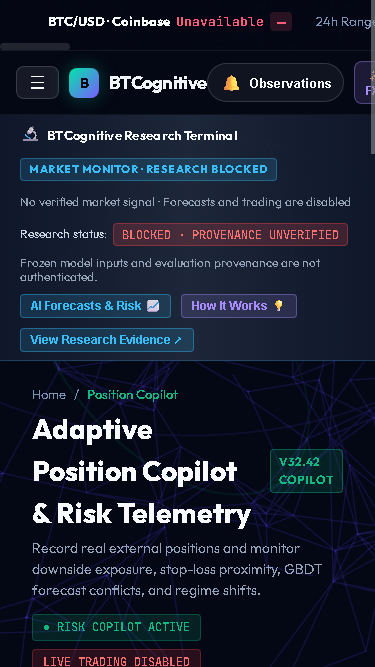 BTC/USD · Coinbase Unavailable — 24h Range
☰ B BTCognitive 🔔 Observations
🔬 BTCognitive Research Terminal
MARKET MONITOR · RESEARCH BLOCKED
No verified market signal · Forecasts and trading are disabled
Research status: BLOCKED · PROVENANCE UNVERIFIED
Frozen model inputs and evaluation provenance are not
authenticated.
AI Forecasts & Risk 📈 How It Works 💡
View Research Evidence ↗
Home / Position Copilot
Adaptive
Position Copilot
& Risk Telemetry
V32.42
COPILOT
Record real external positions and monitor
downside exposure, stop-loss proximity, GBDT
forecast conflicts, and regime shifts.
● RISK COPILOT ACTIVE
LIVE TRADING DISABLED